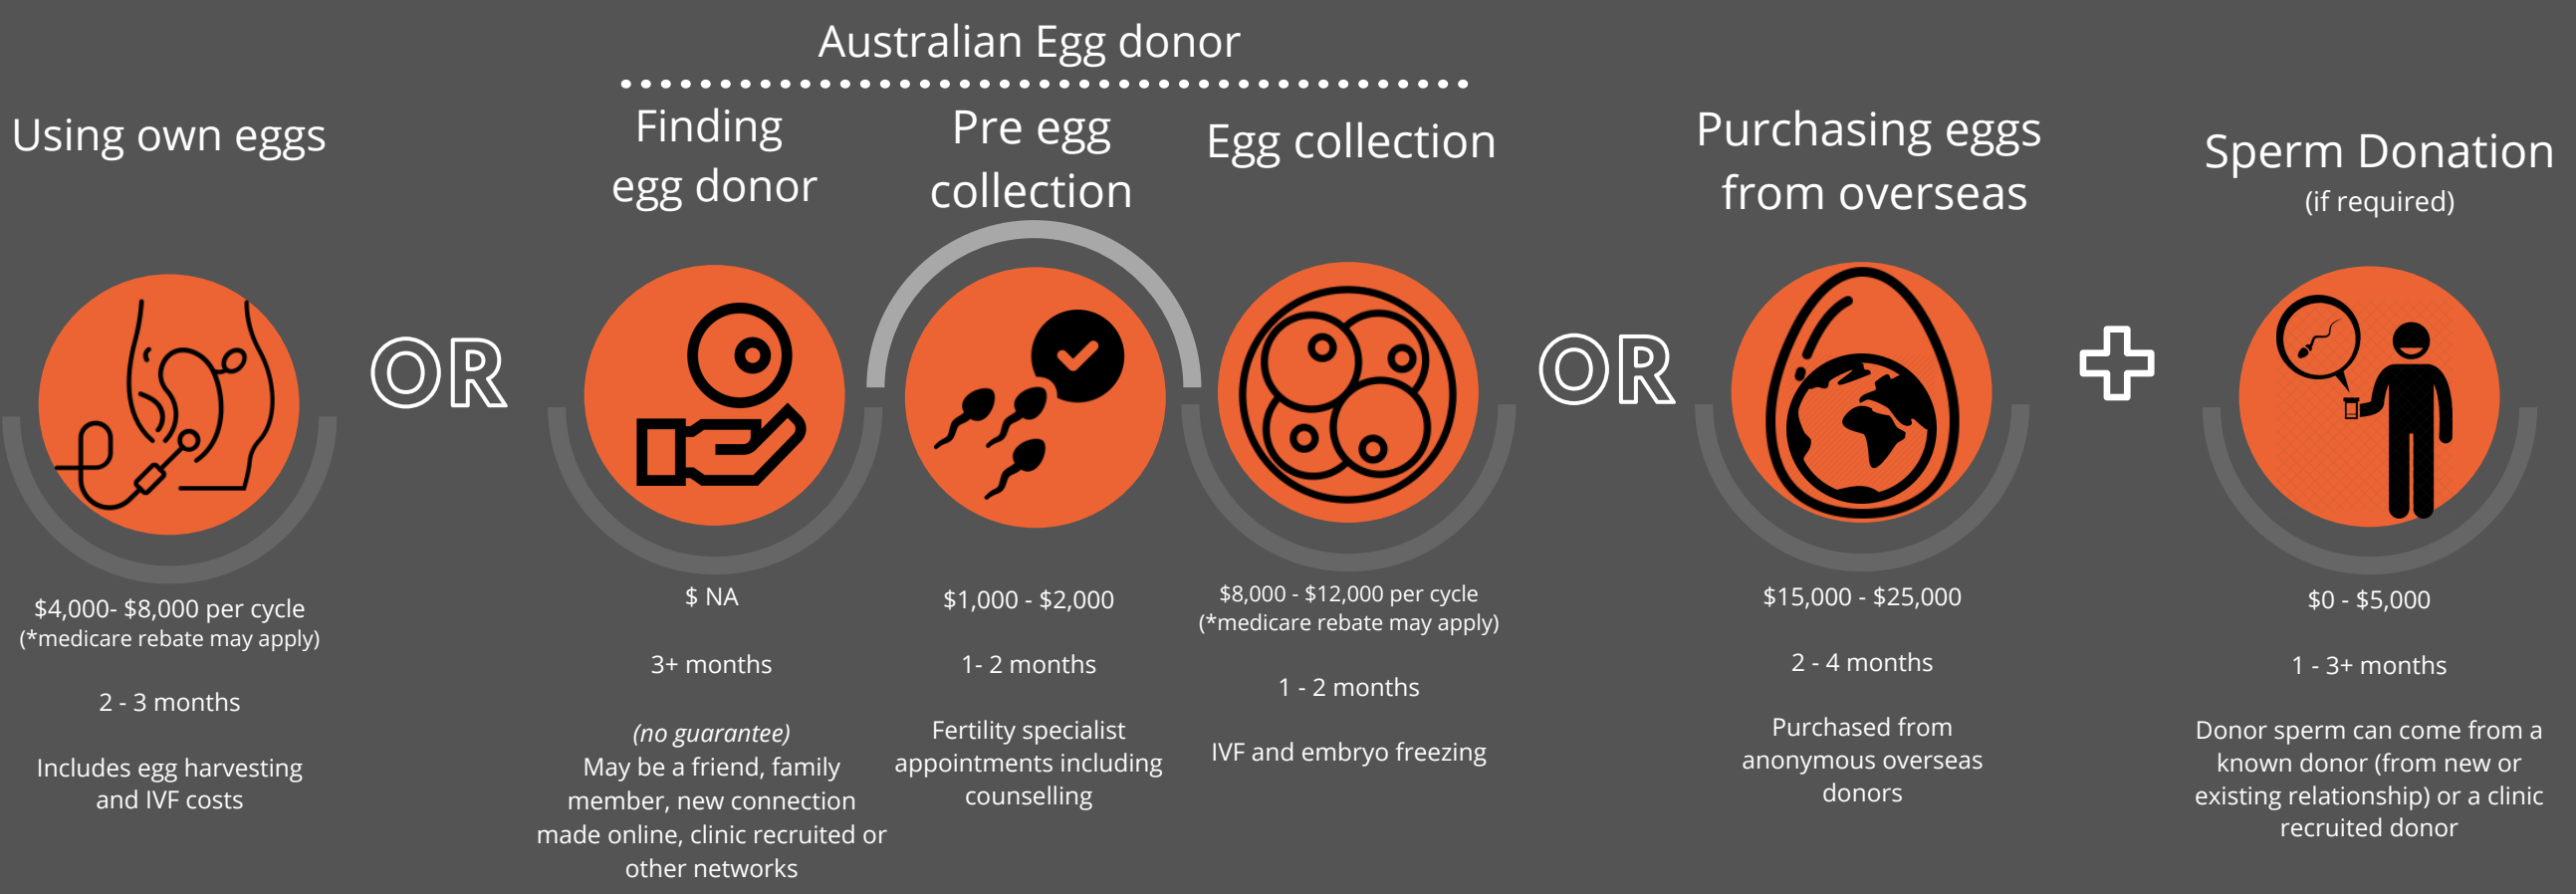 Australian Egg donor
Using own eggs
$4,000- $8,000 per cycle
(*medicare rebate may apply)
2 - 3 months
Includes egg harvesting
and IVF costs
OR
Finding
egg donor
$ NA
3+ months
(no guarantee)
May be a friend, family
member, new connection
made online, clinic recruited or
other networks
Pre egg
collection
$1,000 - $2,000
1- 2 months
Fertility specialist
appointments including
counselling
Egg collection
$8,000 - $12,000 per cycle
(*medicare rebate may apply)
1 - 2 months
IVF and embryo freezing
OR
Purchasing eggs
from overseas
$15,000 - $25,000
2 - 4 months
Purchased from
anonymous overseas
donors
Sperm Donation
(if required)
$0 - $5,000
1 - 3+ months
Donor sperm can come from a
known donor (from new or
existing relationship) or a clinic
recruited donor